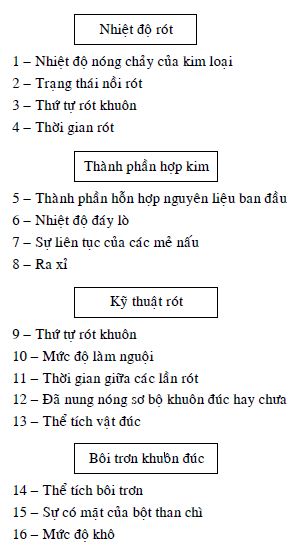 Nhiệt độ rót
1 – Nhiệt độ nóng chảy của kim loại
2 – Trạng thái nồi rót
3 – Thứ tự rót khuôn
4 – Thời gian rót
Thành phần hợp kim
5 – Thành phần hỗn hợp nguyên liệu ban đầu
6 – Nhiệt độ đáy lò
7 – Sự liên tục của các mẻ nấu
8 – Ra xỉ
Kỹ thuật rót
9 – Thứ tự rót khuôn
10 – Mức độ làm nguội
11 – Thời gian giữa các lần rót
12 – Đã nung nóng sơ bộ khuôn đúc hay chưa
13 – Thể tích vật đúc
Bôi trơn khuôn đúc
14 – Thể tích bôi trơn
15 – Sự có mặt của bột than chì
16 – Mức độ khô